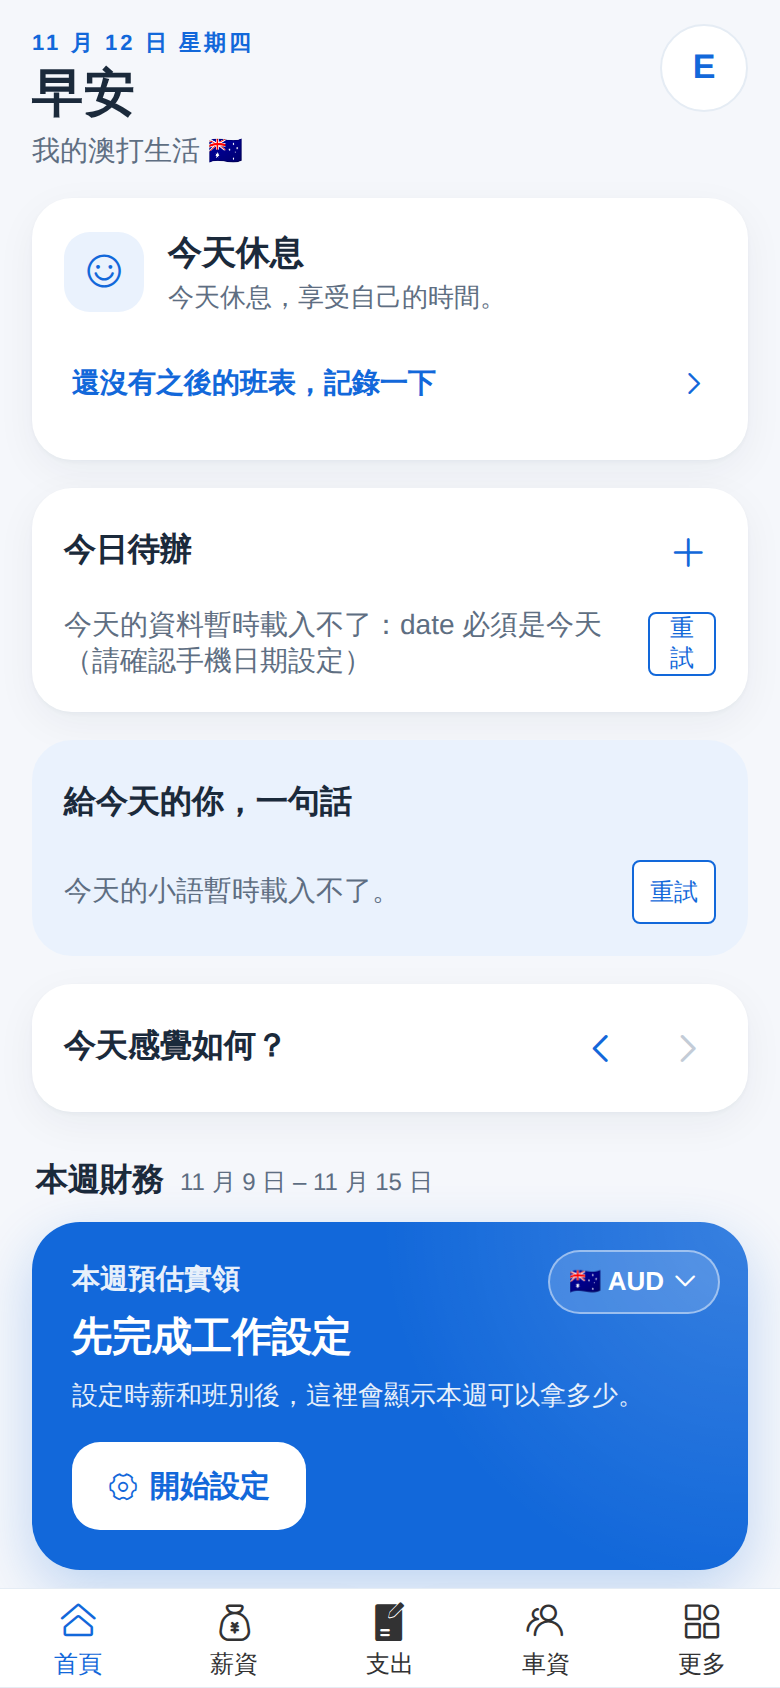 11 月 12 日 星期四
早安
E
我的澳打生活 🇦🇺
今天休息
今天休息，享受自己的時間。
還沒有之後的班表，記錄一下
今日待辦
今天的資料暫時載入不了：date 必須是今天
（請確認手機日期設定）
重
試
給今天的你，一句話
今天的小語暫時載入不了。
重試
今天感覺如何？
本週財務 11 月 9 日 – 11 月 15 日
本週預估實領
🇦🇺 AUD
先完成工作設定
設定時薪和班別後，這裡會顯示本週可以拿多少。
開始設定
首頁
薪資
支出
車資
更多